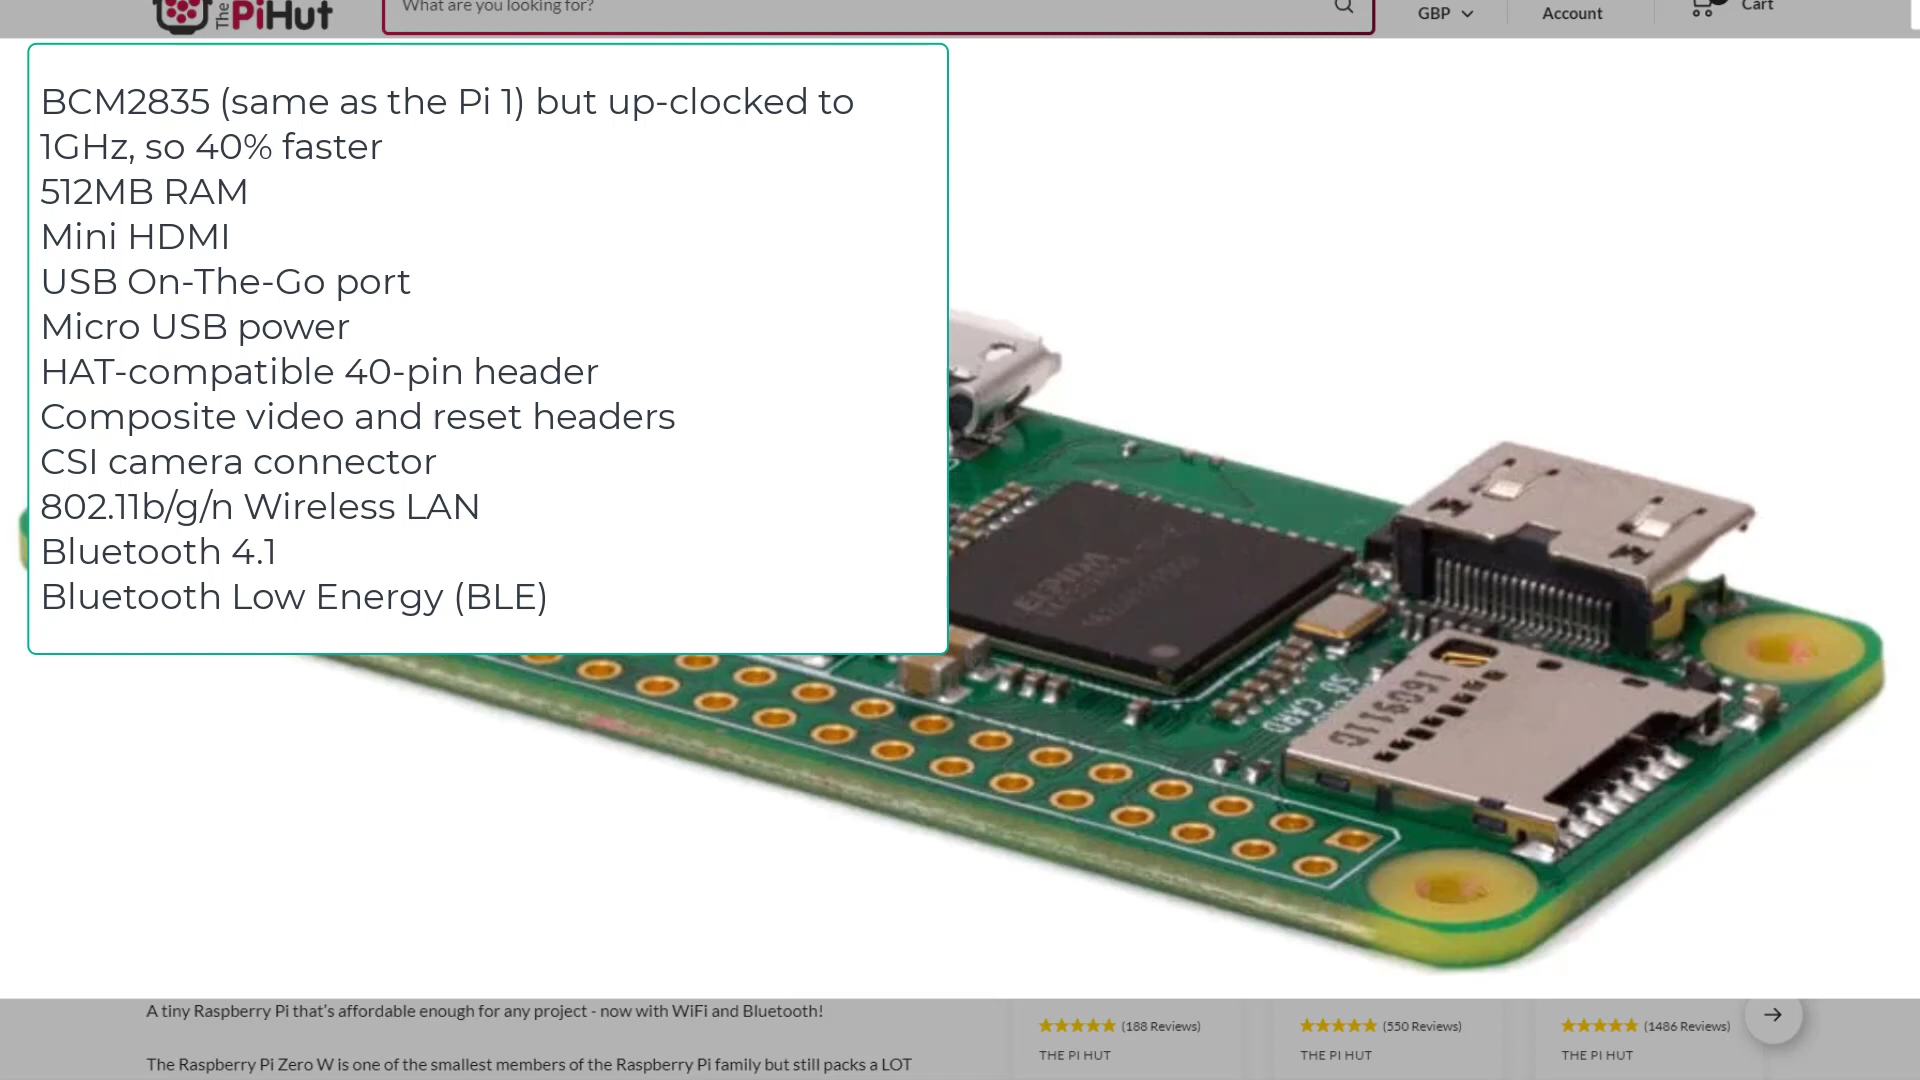 The PiHut
What are you looking for?
GBP
Account
Cart
BCM2835 (same as the Pi 1) but up-clocked to
1GHz, so 40% faster
512MB RAM
Mini HDMI
USB On-The-Go port
Micro USB power
HAT-compatible 40-pin header
Composite video and reset headers
CSI camera connector
802.11b/g/n Wireless LAN
Bluetooth 4.1
Bluetooth Low Energy (BLE)
ELPIDA
SD CARD
A tiny Raspberry Pi that's affordable enough for any project - now with WiFi and Bluetooth!
The Raspberry Pi Zero W is one of the smallest members of the Raspberry Pi family but still packs a LOT
(188 Reviews)
THE PI HUT
(550 Reviews)
THE PI HUT
(1486 Reviews)
THE PI HUT